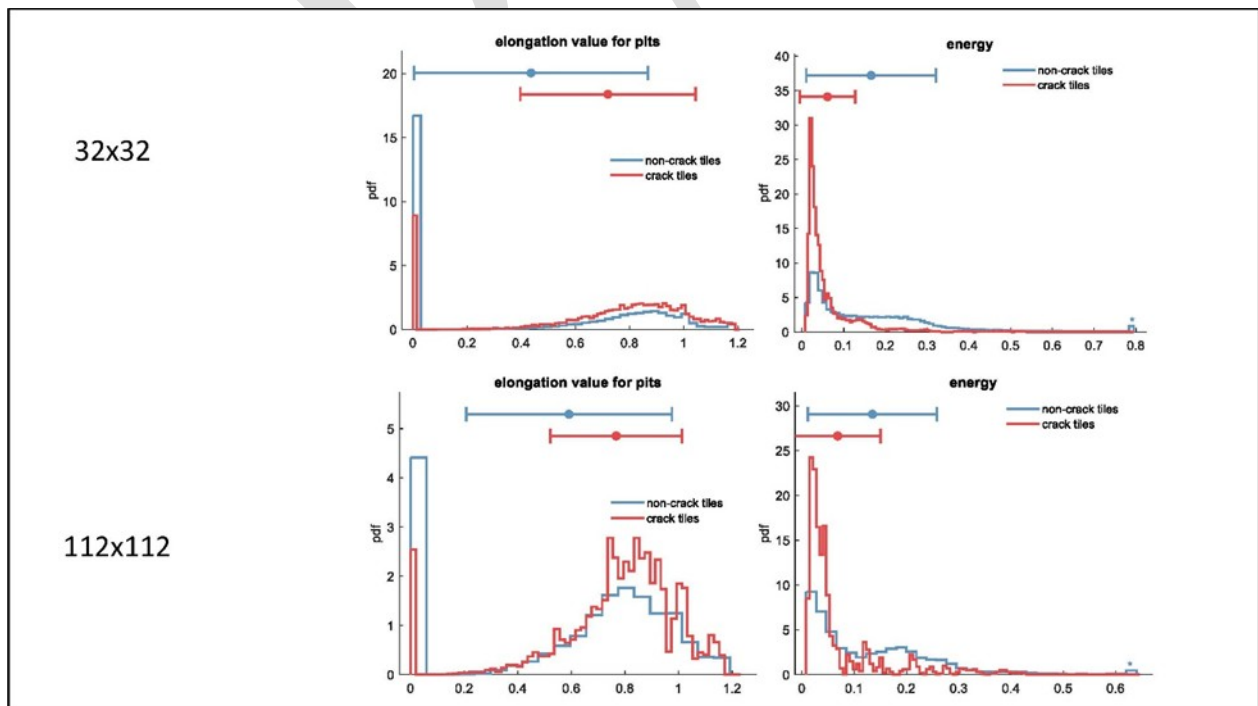 32x32
elongation value for pits
20
15
10
5
0
pdf
non-crack tiles
crack tiles
0 0.2 0.4 0.6 0.8 1 1.2
energy
40
35
30
25
20
15
10
5
0
pdf
non-crack tiles
crack tiles
0 0.1 0.2 0.3 0.4 0.5 0.6 0.7 0.8
*
112x112
elongation value for pits
5
4
3
2
1
0
pdf
non-crack tiles
crack tiles
0 0.2 0.4 0.6 0.8 1 1.2
energy
30
25
20
15
10
5
0
pdf
non-crack tiles
crack tiles
0 0.1 0.2 0.3 0.4 0.5 0.6
*